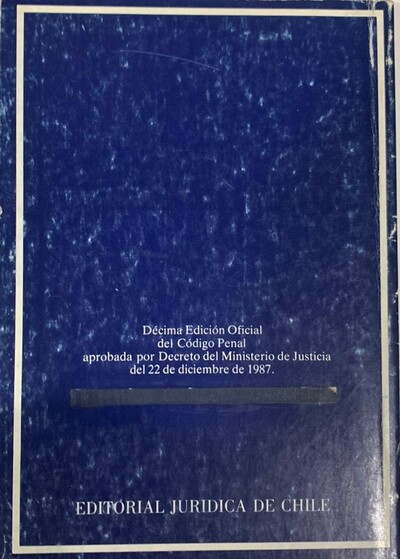 Décima Edición Oficial
del Código Penal
aprobada por Decreto del Ministerio de Justicia
del 22 de diciembre de 1987.
EDITORIAL JURIDICA DE CHILE